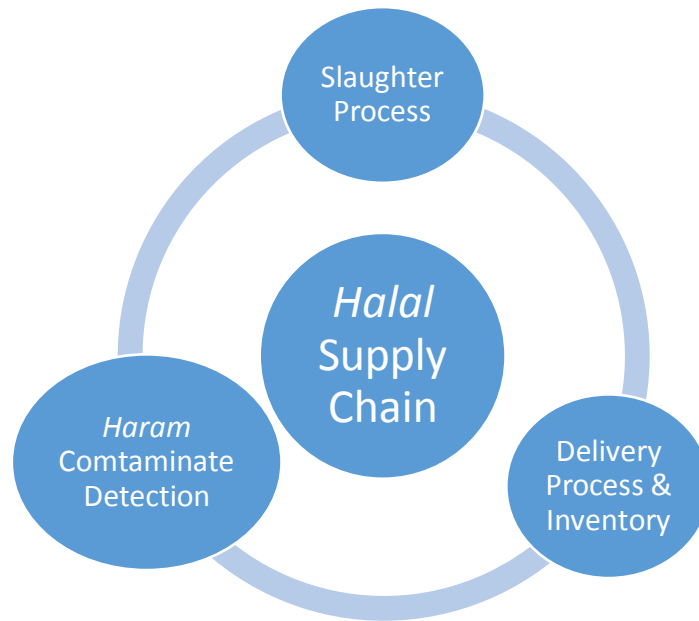 Slaughter
Process
Halal
Supply
Chain
Haram
Comtaminate
Detection
Delivery
Process &
Inventory